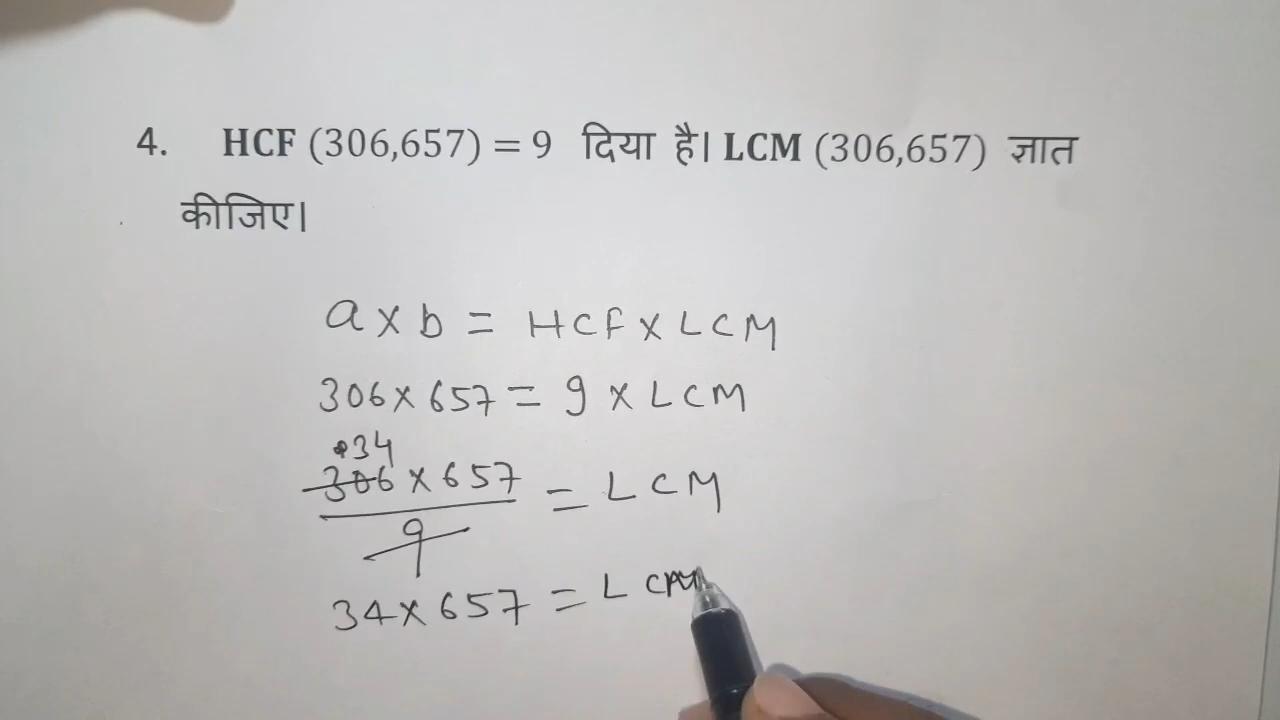 4. HCF (306,657) = 9 दिया है। LCM (306,657) ज्ञात
कीजिए।
a × b = HCF × LCM
306 × 657 = 9 × LCM
34
306 × 657 = LCM
9
34 × 657 = LCM